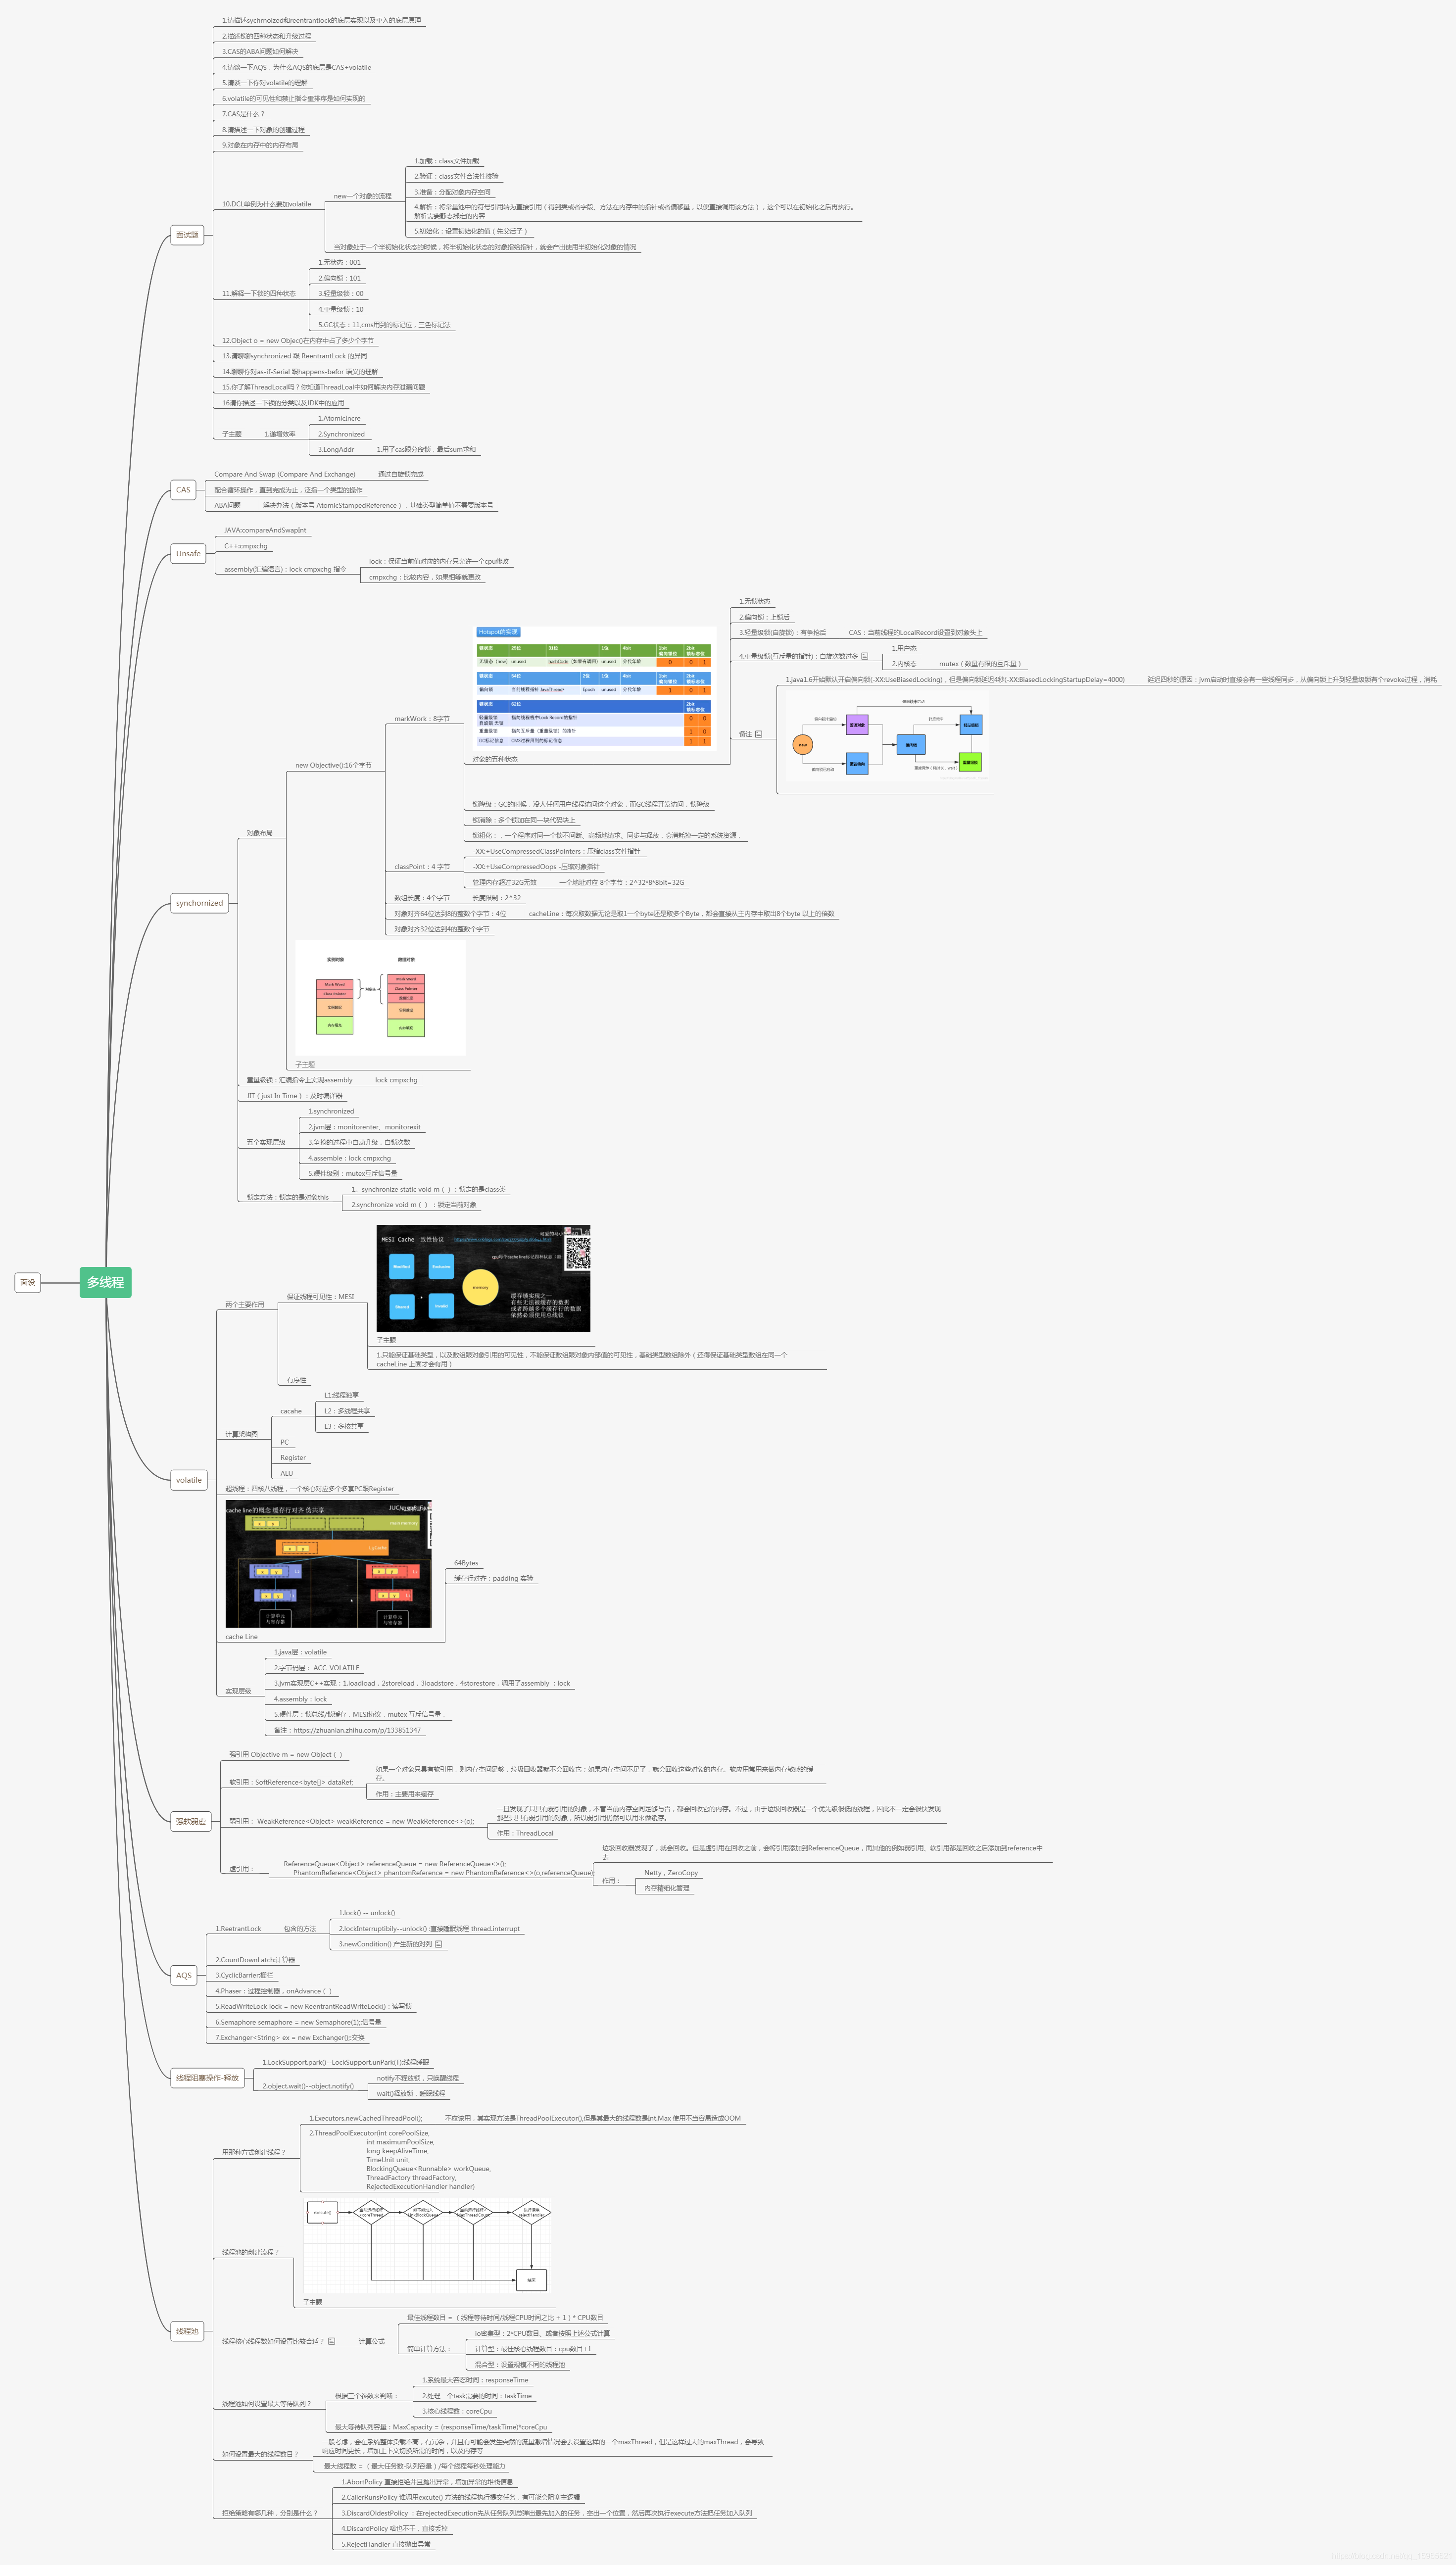 面设
多线程
面试题
1.请描述sychrnoized和reentrantlock的底层实现以及重入的底层原理
2.描述锁的四种状态和升级过程
3.CAS的ABA问题如何解决
4.请谈一下AQS，为什么AQS的底层是CAS+volatile
5.请谈一下你对volatile的理解
6.volatile的可见性和禁止指令重排序是如何实现的
7.CAS是什么？
8.请描述一下对象的创建过程
9.对象在内存中的内存布局
10.DCL单例为什么要加volatile
new一个对象的流程
1.加载：class文件加载
2.验证：class文件合法性校验
3.准备：分配对象内存空间
4.解析：将常量池中的符号引用转为直接引用（得到类或者字段、方法在内存中的指针或者偏移量，以便直接调用该方法），这个可以在初始化之后再执行。
解析需要静态绑定的内容
5.初始化：设置初始化的值（先父后子）
当对象处于一个半初始化状态的时候，将半初始化状态的对象指给指针，就会产出使用半初始化对象的情况
11.解释一下锁的四种状态
1.无状态：001
2.偏向锁：101
3.轻量级锁：00
4.重量级锁：10
5.GC状态：11,cms用到的标记位，三色标记法
12.Object o = new Objec()在内存中占了多少个字节
13.请聊聊synchronized 跟 ReentrantLock 的异同
14.聊聊你对as-if-Serial 跟happens-befor 语义的理解
15.你了解ThreadLocal吗？你知道ThreadLoal中如何解决内存泄漏问题
16请你描述一下锁的分类以及JDK中的应用
子主题
1.递增效率
1.AtomicIncre
2.Synchronized
3.LongAddr
1.用了cas跟分段锁，最后sum求和
CAS
Compare And Swap (Compare And Exchange)
通过自旋锁完成
配合循环操作，直到完成为止，泛指一个类型的操作
ABA问题
解决办法（版本号 AtomicStampedReference），基础类型简单值不需要版本号
Unsafe
JAVA:compareAndSwapInt
C++:cmpxchg
assembly(汇编语言)：lock cmpxchg 指令
lock：保证当前值对应的内存只允许一个cpu修改
cmpxchg：比较内容，如果相等就更改
synchornized
对象布局
new Objective():16个字节
markWork：8字节
Hotspot的实现
对象的五种状态
1.无锁状态
2.偏向锁：上锁后
3.轻量级锁(自旋锁)：有争抢后
CAS：当前线程的LocalRecord设置到对象头上
4.重量级锁(互斥量的指针)：自旋次数过多
1.用户态
2.内核态
mutex（数量有限的互斥量）
备注
1.java1.6开始默认开启偏向锁(-XX:UseBiasedLocking)，但是偏向锁延迟4秒(-XX:BiasedLockingStartupDelay=4000)
延迟四秒的原因：jvm启动时直接会有一些线程同步，从偏向锁上升到轻量级锁有个revoke过程，消耗
锁降级：GC的时候，没人任何用户线程访问这个对象，而GC线程开发访问，锁降级
锁消除：多个锁加在同一块代码块上
锁粗化：，一个程序对同一个锁不间断、高频地请求、同步与释放，会消耗掉一定的系统资源，
classPoint：4 字节
-XX:+UseCompressedClassPointers：压缩class文件指针
-XX:+UseCompressedOops -压缩对象指针
管理内存超过32G无效
一个地址对应 8个字节：2^32*8*8bit=32G
数组长度：4个字节
长度限制：2^32
对象对齐64位达到8的整数个字节：4位
cacheLine：每次取数据无论是取1一个byte还是取多个Byte，都会直接从主内存中取出8个byte 以上的倍数
对象对齐32位达到4的整数个字节
子主题
重量级锁：汇编指令上实现assembly
lock cmpxchg
JIT（just In Time）：及时编译器
五个实现层级
1.synchronized
2.jvm层：monitorenter、monitorexit
3.争抢的过程中自动升级，自锁次数
4.assemble：lock cmpxchg
5.硬件级别：mutex互斥信号量
锁定方法：锁定的是对象this
1。synchronize static void m（）：锁定的是class类
2.synchronize void m（） ：锁定当前对象
volatile
两个主要作用
保证线程可见性：MESI
MESI Cache一致性协议
Modified
Exclusive
Shared
Invalid
memory
缓存锁实现之一
有些无法被缓存的数据
或者跨越多个缓存行的数据
依然必须使用总线锁
子主题
1.只能保证基础类型，以及数组跟对象引用的可见性，不能保证数组跟对象内部值的可见性，基础类型数组除外（还得保证基础类型数组在同一个
cacheLine 上面才会有用）
有序性
计算架构图
cacahe
L1:线程独享
L2：多线程共享
L3：多核共享
PC
Register
ALU
超线程：四核八线程，一个核心对应多个多套PC跟Register
cache line的概念 缓存行对齐 伪共享
计算单元
与寄存器
计算单元
与寄存器
cache Line
64Bytes
缓存行对齐：padding 实验
实现层级
1.java层：volatile
2.字节码层： ACC_VOLATILE
3.jvm实现层C++实现：1.loadload，2storeload，3loadstore，4storestore，调用了assembly ：lock
4.assembly：lock
5.硬件层：锁总线/锁缓存，MESI协议，mutex 互斥信号量，
备注：https://zhuanlan.zhihu.com/p/133851347
强软弱虚
强引用 Objective m = new Object（ ）
软引用：SoftReference<byte[]> dataRef;
如果一个对象只具有软引用，则内存空间足够，垃圾回收器就不会回收它；如果内存空间不足了，就会回收这些对象的内存。软应用常用来做内存敏感的缓
存。
作用：主要用来缓存
弱引用： WeakReference<Object> weakReference = new WeakReference<>(o);
一旦发现了只具有弱引用的对象，不管当前内存空间足够与否，都会回收它的内存。不过，由于垃圾回收器是一个优先级很低的线程，因此不一定会很快发现
那些只具有弱引用的对象，所以弱引用仍然可以用来做缓存。
作用：ThreadLocal
虚引用：
ReferenceQueue<Object> referenceQueue = new ReferenceQueue<>();
PhantomReference<Object> phantomReference = new PhantomReference<>(o,referenceQueue);
垃圾回收器发现了，就会回收。但是虚引用在回收之前，会将引用添加到ReferenceQueue，而其他的例如弱引用、软引用都是回收之后添加到reference中
去
作用：
Netty，ZeroCopy
内存精细化管理
AQS
1.ReetrantLock
包含的方法
1.lock() -- unlock()
2.lockInterruptibily--unlock() :直接睡眠线程 thread.interrupt
3.newCondition() 产生新的对列
2.CountDownLatch:计算器
3.CyclicBarrier:栅栏
4.Phaser：过程控制器，onAdvance（ ）
5.ReadWriteLock lock = new ReentrantReadWriteLock()：读写锁
6.Semaphore semaphore = new Semaphore(1);:信号量
7.Exchanger<String> ex = new Exchanger();:交换
线程阻塞操作-释放
1.LockSupport.park()--LockSupport.unPark(T):线程睡眠
2.object.wait()--object.notify()
notify不释放锁，只唤醒线程
wait()释放锁，睡眠线程
线程池
用那种方式创建线程？
1.Executors.newCachedThreadPool();
不应该用，其实现方法是ThreadPoolExecutor(),但是其最大的线程数是Int.Max 使用不当容易造成OOM
2.ThreadPoolExecutor(int corePoolSize,
int maximumPoolSize,
long keepAliveTime,
TimeUnit unit,
BlockingQueue<Runnable> workQueue,
ThreadFactory threadFactory,
RejectedExecutionHandler handler)
线程池的创建流程？
execute()
子主题
线程核心线程数如何设置比较合适？
计算公式
最佳线程数目 = （线程等待时间/线程CPU时间之比 + 1）* CPU数目
简单计算方法：
io密集型：2*CPU数目、或者按照上述公式计算
计算型：最佳核心线程数目：cpu数目+1
混合型：设置规模不同的线程池
线程池如何设置最大等待队列？
根据三个参数来判断：
1.系统最大容忍时间：responseTime
2.处理一个task需要的时间：taskTime
3.核心线程数：coreCpu
最大等待队列容量：MaxCapacity = (responseTime/taskTime)*coreCpu
如何设置最大的线程数目？
一般考虑，会在系统整体负载不高，有冗余，并且有可能会发生突然的流量激增情况会去设置这样的一个maxThread，但是这样过大的maxThread，会导致
响应时间更长，增加上下文切换所需的时间，以及内存等
最大线程数 =（ 最大任务数-队列容量 ）/每个线程每秒处理能力
拒绝策略有哪几种，分别是什么？
1.AbortPolicy 直接拒绝并且抛出异常，增加异常的堆栈信息
2.CallerRunsPolicy 谁调用excute() 方法的线程执行提交任务，有可能会阻塞主逻辑
3.DiscardOldestPolicy ：在rejectedExecution先从任务队列总弹出最先加入的任务，空出一个位置，然后再次执行execute方法把任务加入队列
4.DiscardPolicy 啥也不干，直接丢掉
5.RejectHandler 直接抛出异常